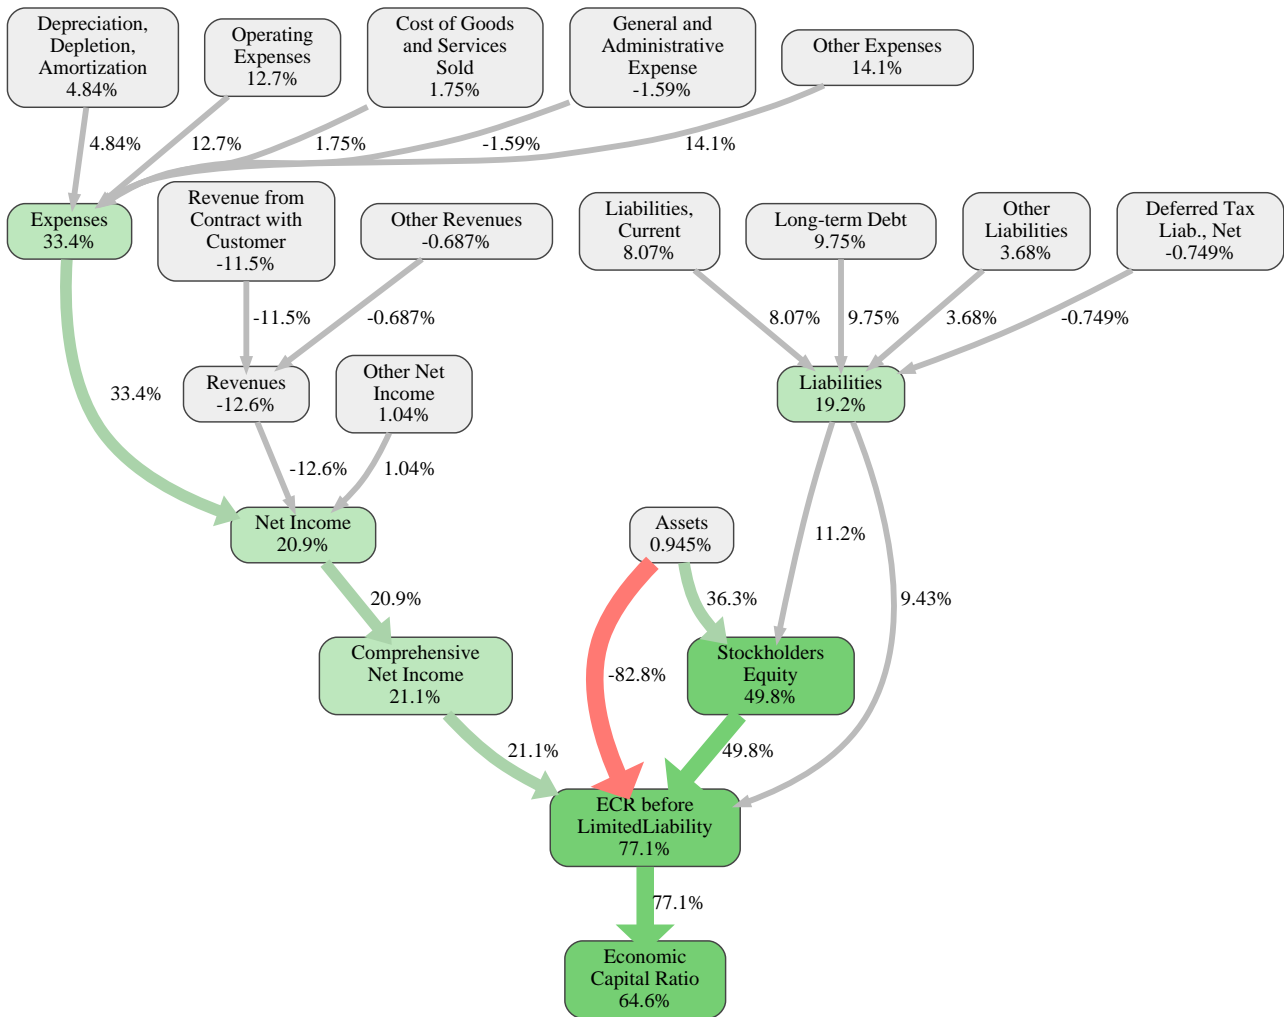 Depreciation,
Depletion,
Amortization
4.84%
Operating
Expenses
12.7%
Cost of Goods
and Services
Sold
1.75%
General and
Administrative
Expense
-1.59%
Other Expenses
14.1%
4.84%
12.7%
1.75%
-1.59%
14.1%
Expenses
33.4%
Revenue from
Contract with
Customer
-11.5%
Other Revenues
-0.687%
Liabilities,
Current
8.07%
Long-term Debt
9.75%
Other
Liabilities
3.68%
Deferred Tax
Liab., Net
-0.749%
-11.5%
-0.687%
8.07%
9.75%
3.68%
-0.749%
33.4%
Revenues
-12.6%
Other Net
Income
1.04%
Liabilities
19.2%
-12.6%
1.04%
Net Income
20.9%
Assets
0.945%
11.2%
20.9%
36.3%
9.43%
Comprehensive
Net Income
21.1%
-82.8%
Stockholders
Equity
49.8%
21.1%
49.8%
ECR before
LimitedLiability
77.1%
77.1%
Economic
Capital Ratio
64.6%